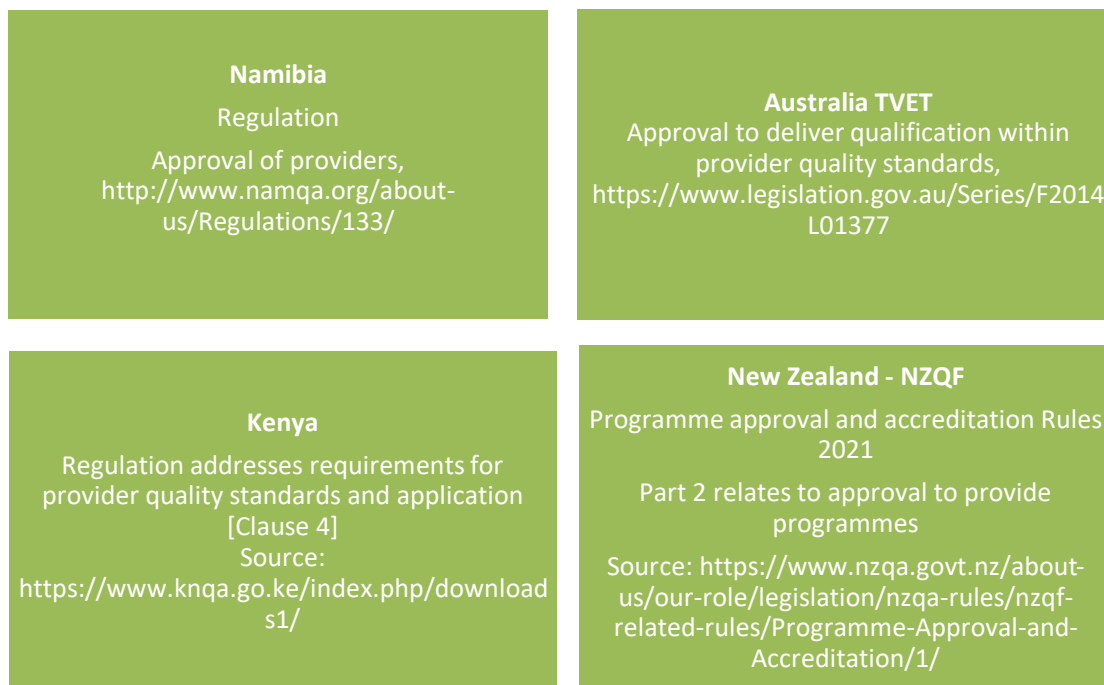 Namibia
Regulation
Approval of providers,
http://www.namqa.org/about-
us/Regulations/133/
Australia TVET
Approval to deliver qualification within
provider quality standards,
https://www.legislation.gov.au/Series/F2014
L01377
Kenya
Regulation addresses requirements for
provider quality standards and application
[Clause 4]
Source:
https://www.knqa.go.ke/index.php/download
s1/
New Zealand - NZQF
Programme approval and accreditation Rules
2021
Part 2 relates to approval to provide
programmes
Source: https://www.nzqa.govt.nz/about-
us/our-role/legislation/nzqa-rules/nzqf-
related-rules/Programme-Approval-and-
Accreditation/1/